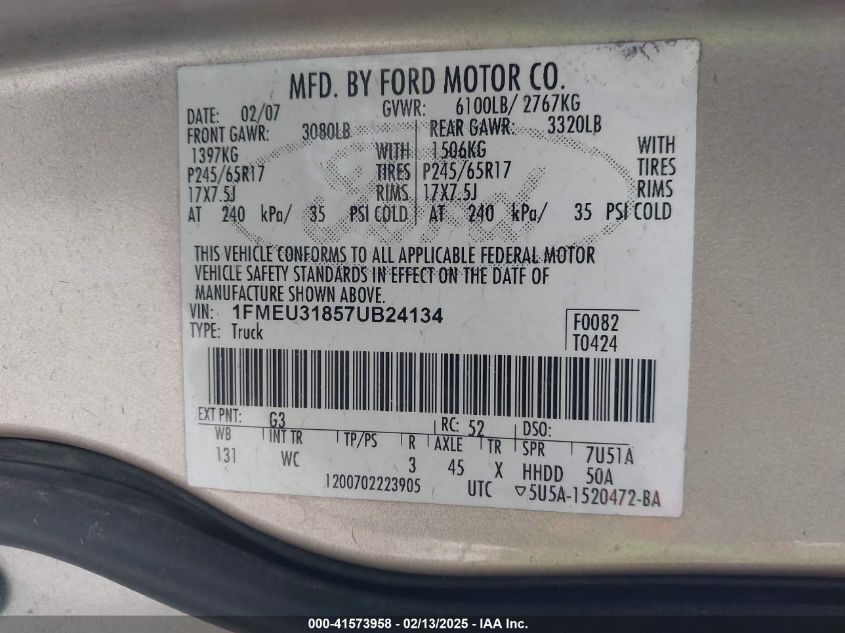 MFD. BY FORD MOTOR CO.
DATE: 02/07 GVWR: 6100LB/ 2767KG
FRONT GAWR: 3080LB REAR GAWR: 3320LB
1397KG WITH 1506KG WITH
P245/65R17 TIRES P245/65R17 TIRES
17X7.5J RIMS 17X7.5J RIMS
AT 240 kPa/ 35 PSI COLD AT 240 kPa/ 35 PSI COLD
Ford
THIS VEHICLE CONFORMS TO ALL APPLICABLE FEDERAL MOTOR
VEHICLE SAFETY STANDARDS IN EFFECT ON THE DATE OF
MANUFACTURE SHOWN ABOVE.
VIN: 1FMEU31857UB24134
TYPE: Truck
F0082
T0424
EXT PNT: G3 RC: 52 DSO:
WB INT TR TP/PS R AXLE TR SPR 7U51A
131 WC 3 45 X HHDD 50A
1200702223905 UTC ▽5U5A-1520472-BA
000-41573958 - 02/13/2025 - IAA Inc.